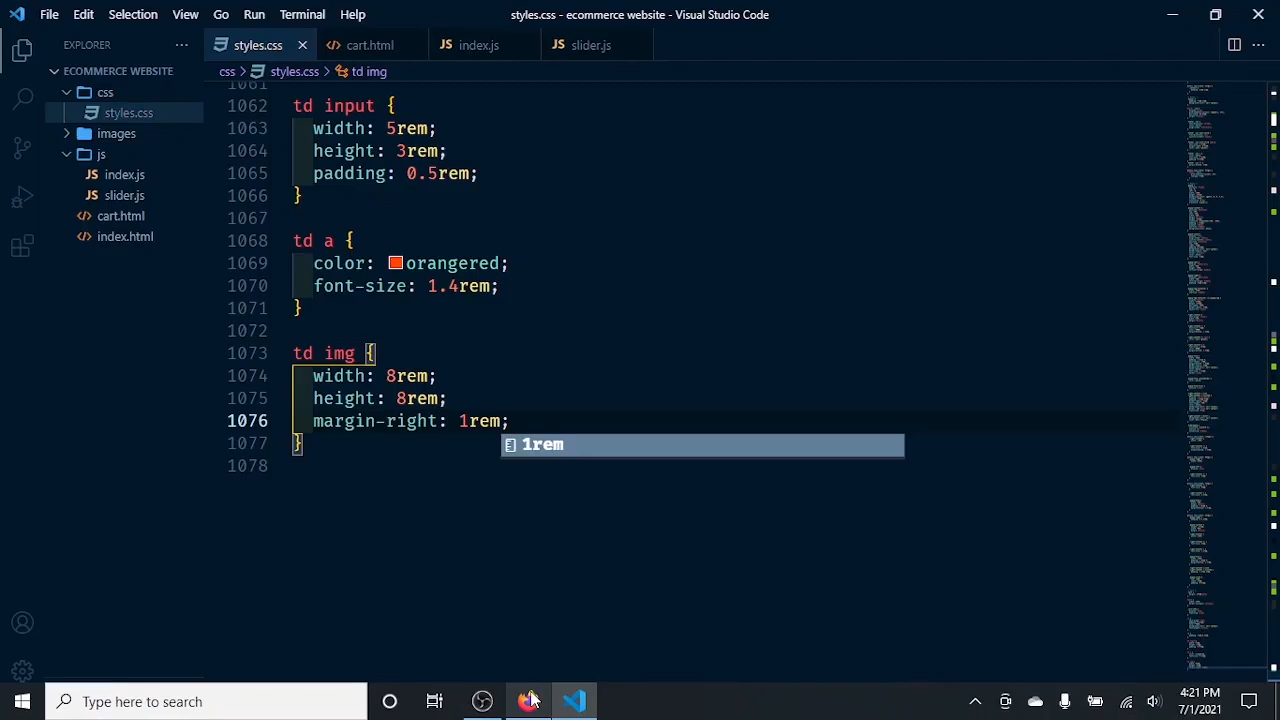 File Edit Selection View Go Run Terminal Help styles.css - ecommerce website - Visual Studio Code
EXPLORER
styles.css
cart.html
index.js
slider.js
ECOMMERCE WEBSITE
css > styles.css > td img
css
styles.css
images
js
index.js
slider.js
cart.html
index.html
1061
1062 td input {
1063 width: 5rem;
1064 height: 3rem;
1065 padding: 0.5rem;
1066 }
1067
1068 td a {
1069 color: orangered;
1070 font-size: 1.4rem;
1071 }
1072
1073 td img {
1074 width: 8rem;
1075 height: 8rem;
1076 margin-right: 1rem;
1077 }
1rem
1078
Type here to search
4:21 PM
7/1/2021